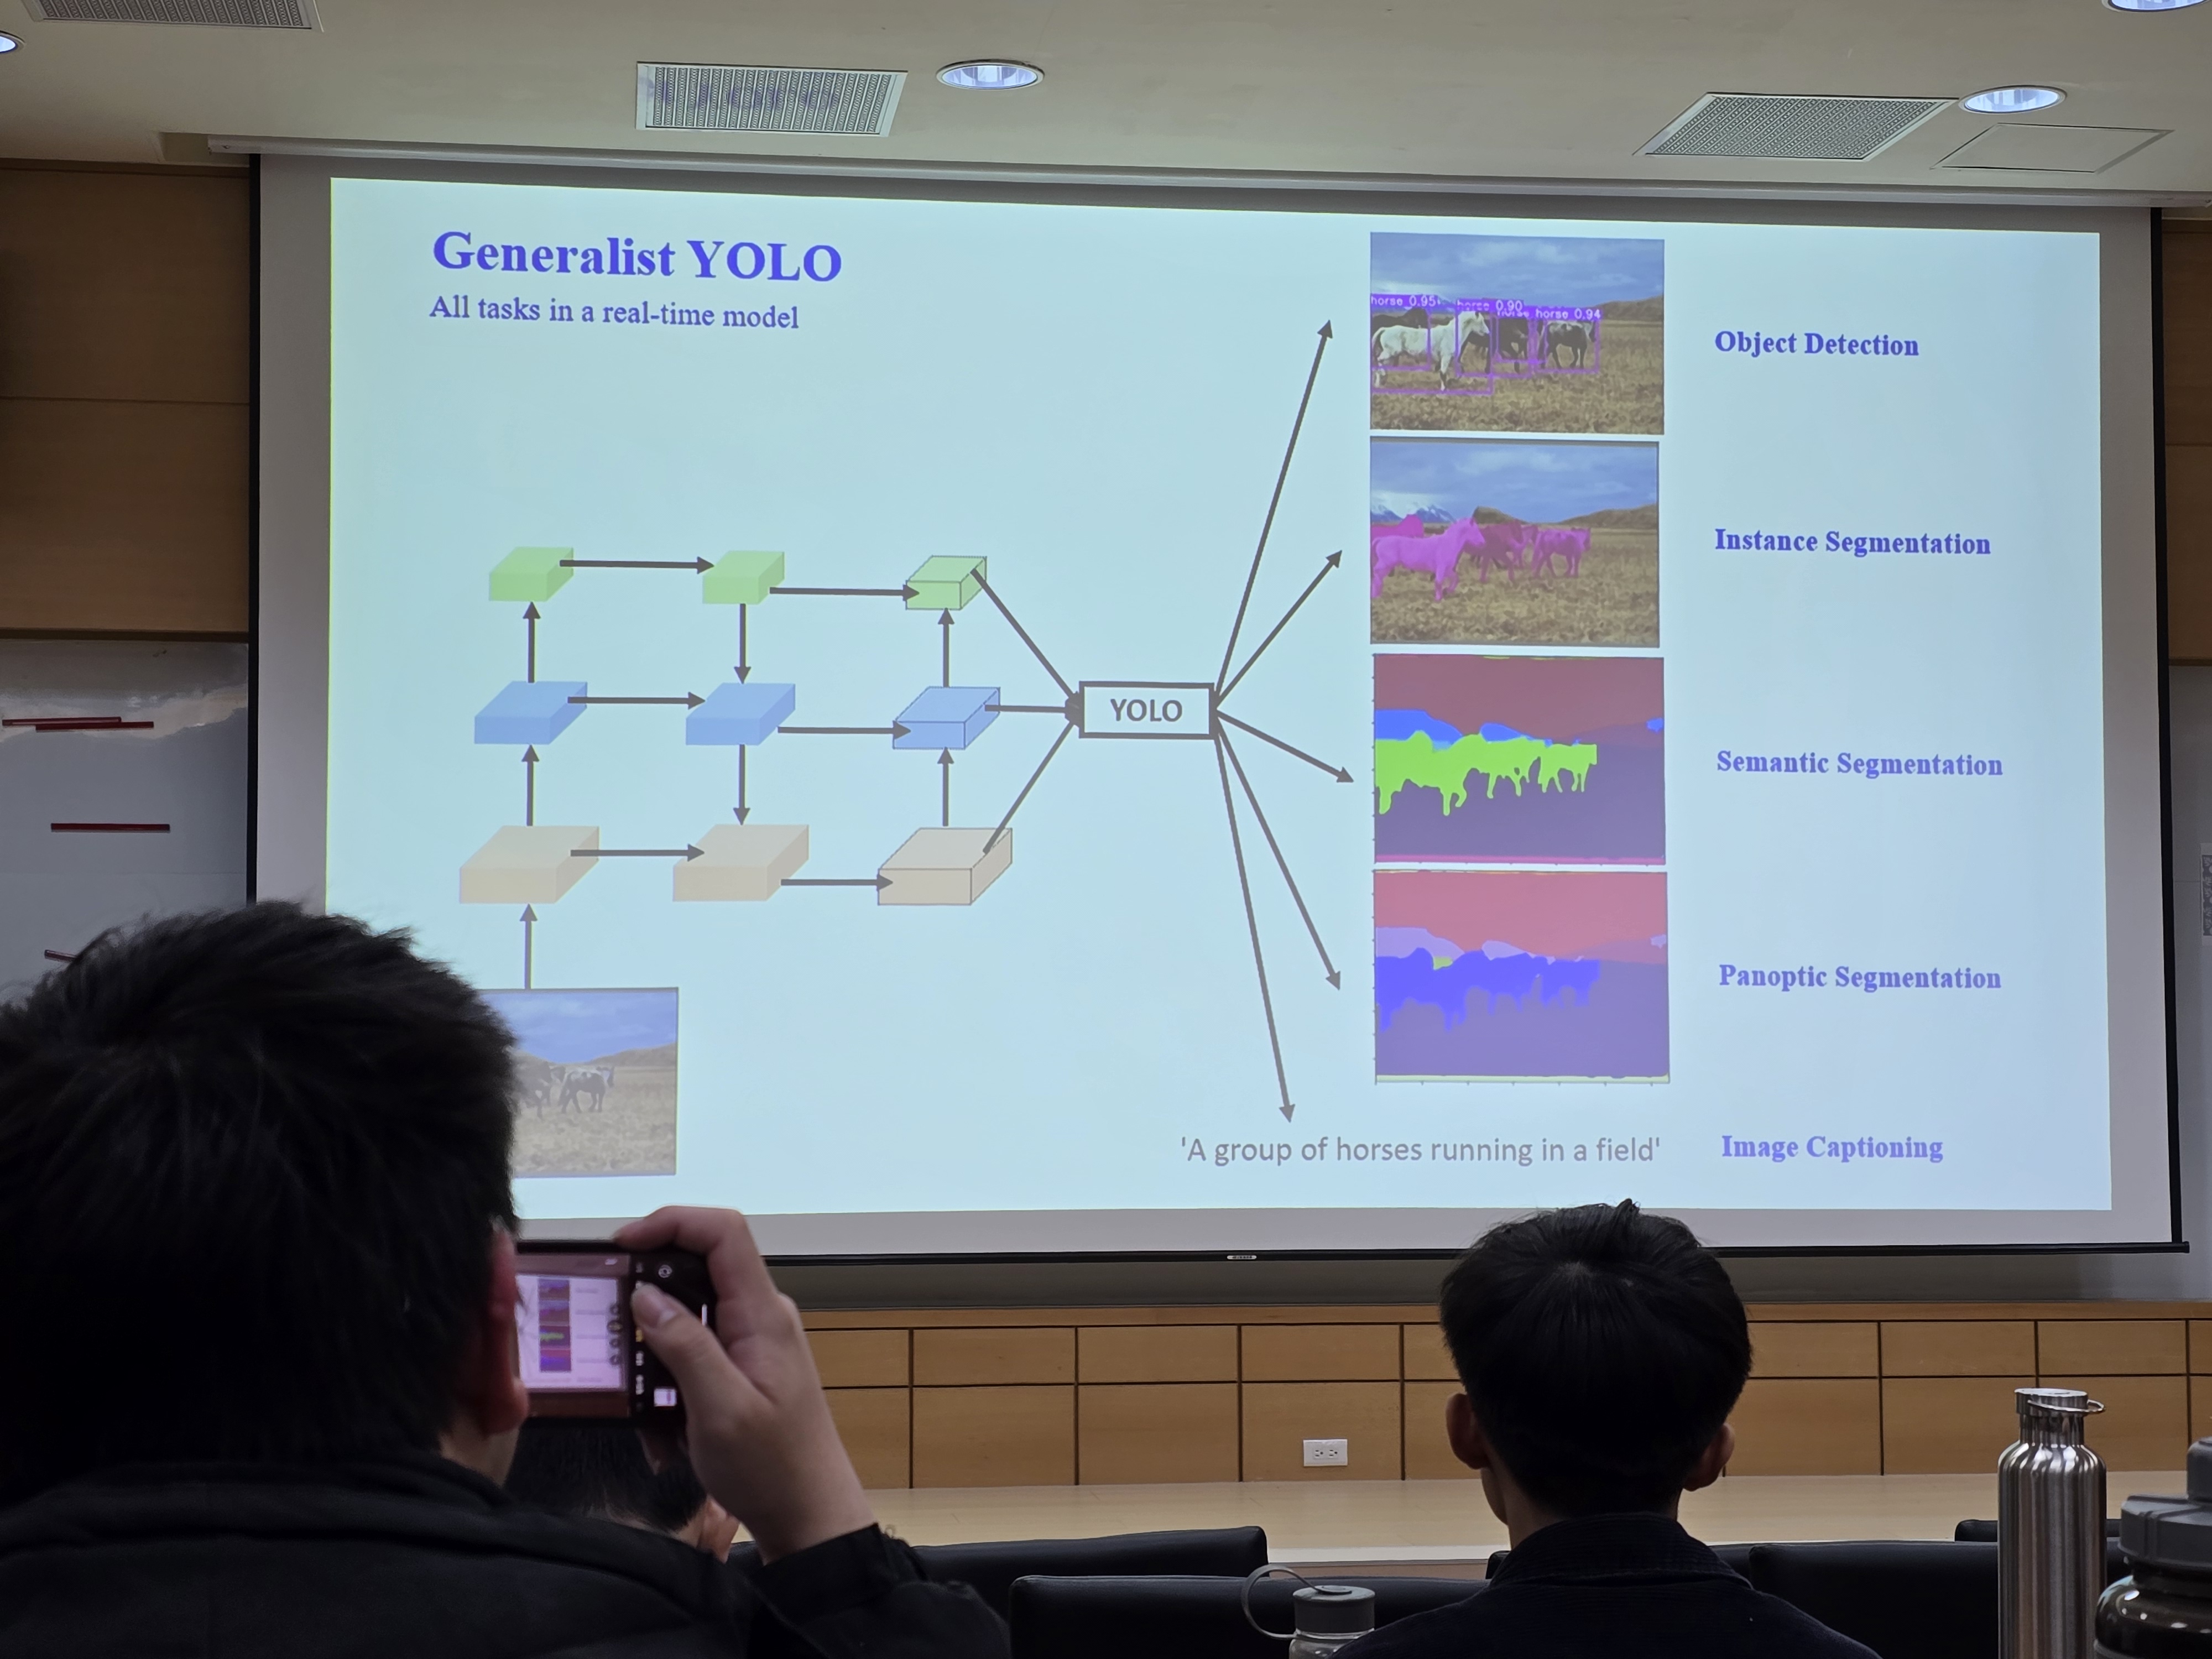 Generalist YOLO
All tasks in a real-time model
horse 0.95
horse 0.90
horse 0.94
Object Detection
Instance Segmentation
YOLO
Semantic Segmentation
Panoptic Segmentation
'A group of horses running in a field'
Image Captioning